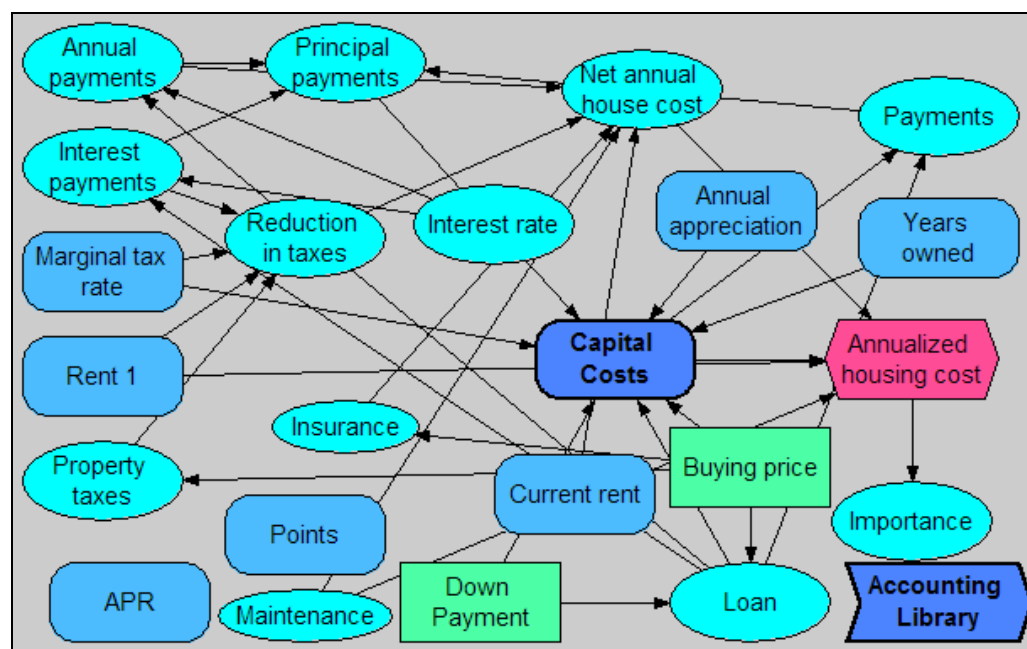 Annual
payments
Principal
payments
Net annual
house cost
Payments
Interest
payments
Reduction
in taxes
Interest rate
Annual
appreciation
Years
owned
Marginal tax
rate
Capital
Costs
Annualized
housing cost
Rent 1
Insurance
Property
taxes
Current rent
Buying price
Importance
Points
APR
Maintenance
Down
Payment
Loan
Accounting
Library